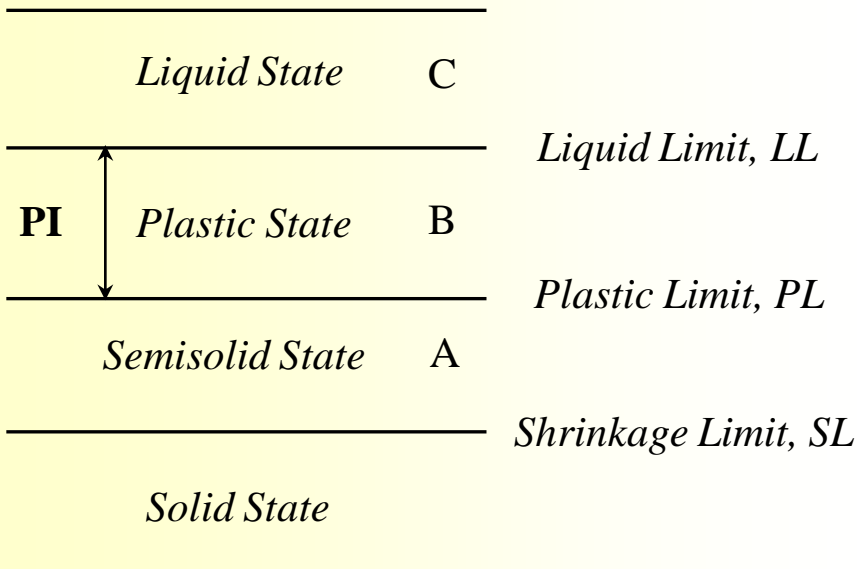 Liquid State C
Liquid Limit, LL
PI Plastic State B
Plastic Limit, PL
Semisolid State A
Shrinkage Limit, SL
Solid State